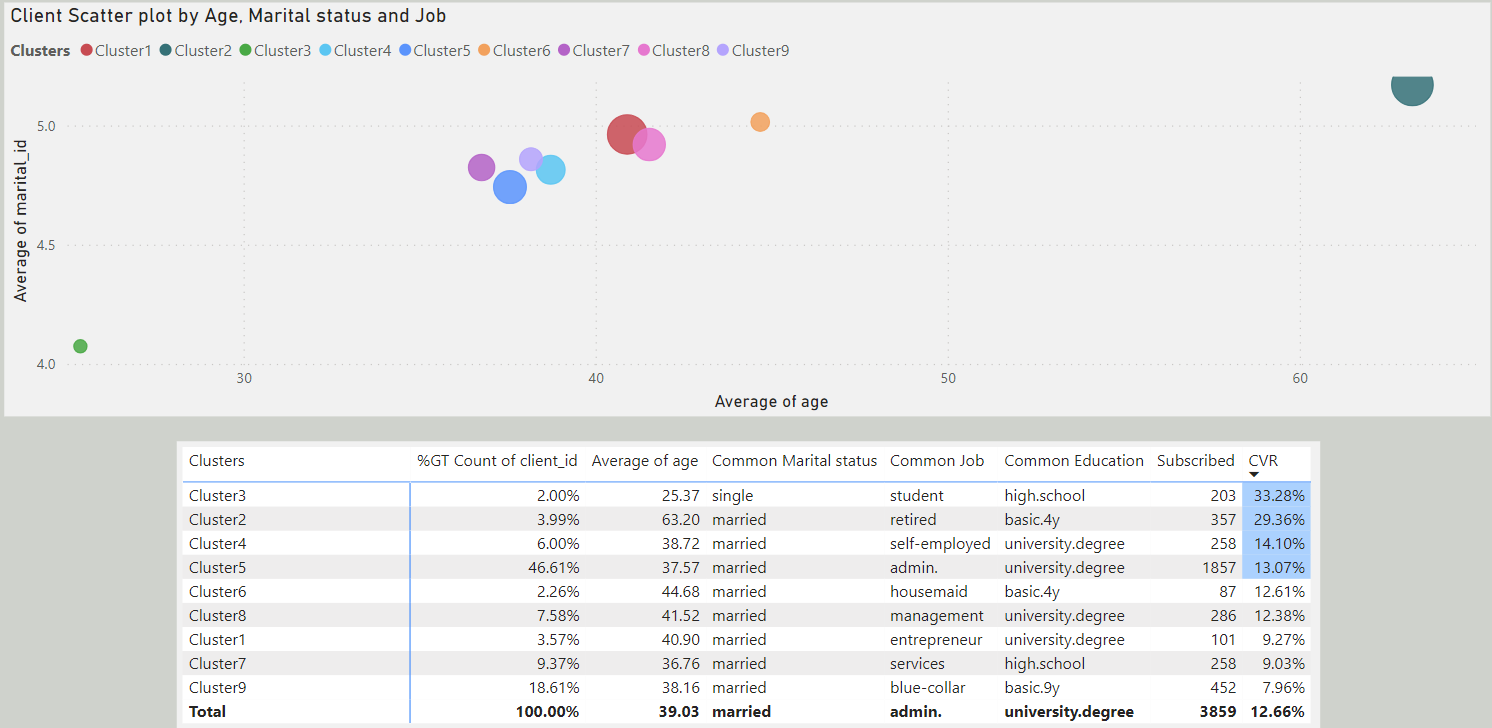 Client Scatter plot by Age, Marital status and Job
Clusters Cluster1 Cluster2 Cluster3 Cluster4 Cluster5 Cluster6 Cluster7 Cluster8 Cluster9
Average of marital_id
5.0
4.5
4.0
30 40 50 60
Average of age
Clusters %GT Count of client_id Average of age Common Marital status Common Job Common Education Subscribed CVR
Cluster3 2.00% 25.37 single student high.school 203 33.28%
Cluster2 3.99% 63.20 married retired basic.4y 357 29.36%
Cluster4 6.00% 38.72 married self-employed university.degree 258 14.10%
Cluster5 46.61% 37.57 married admin. university.degree 1857 13.07%
Cluster6 2.26% 44.68 married housemaid basic.4y 87 12.61%
Cluster8 7.58% 41.52 married management university.degree 286 12.38%
Cluster1 3.57% 40.90 married entrepreneur university.degree 101 9.27%
Cluster7 9.37% 36.76 married services high.school 258 9.03%
Cluster9 18.61% 38.16 married blue-collar basic.9y 452 7.96%
Total 100.00% 39.03 married admin. university.degree 3859 12.66%